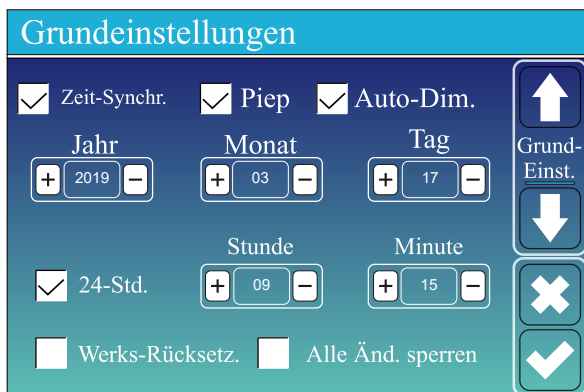 Grundeinstellungen
Zeit-Synchr. Piep Auto-Dim.
Jahr Monat Tag
+ 2019 − + 03 − + 17 −
Grund-
Einst.
Stunde Minute
24-Std. + 09 − + 15 −
Werks-Rücksetz. Alle Änd. sperren